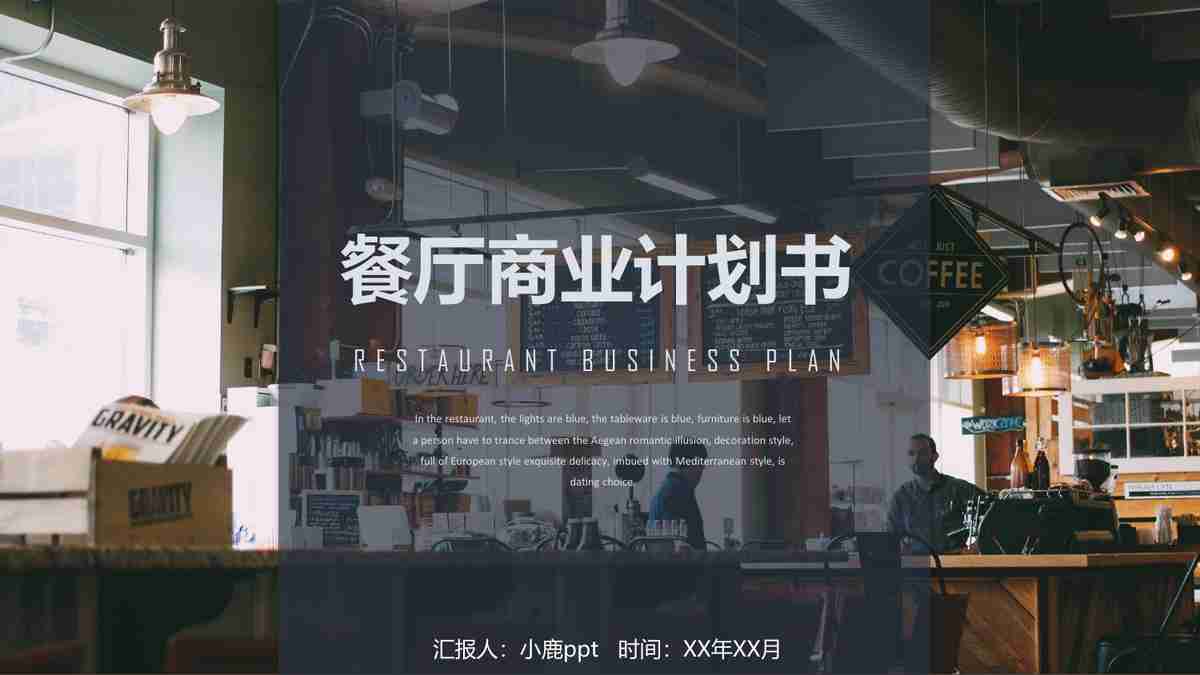 餐厅商业计划书
RESTAURANT BUSINESS PLAN
In the restaurant, the lights are blue, the tableware is blue, furniture is blue, let
a person have to trance between the Aegean romantic illusion, decoration style,
full of European style exquisite delicacy, imbued with Mediterranean style, is
dating choice.
汇报人：小鹿ppt 时间：XX年XX月
COFFEE
ORDER HERE
GRAVITY
GRAVITY